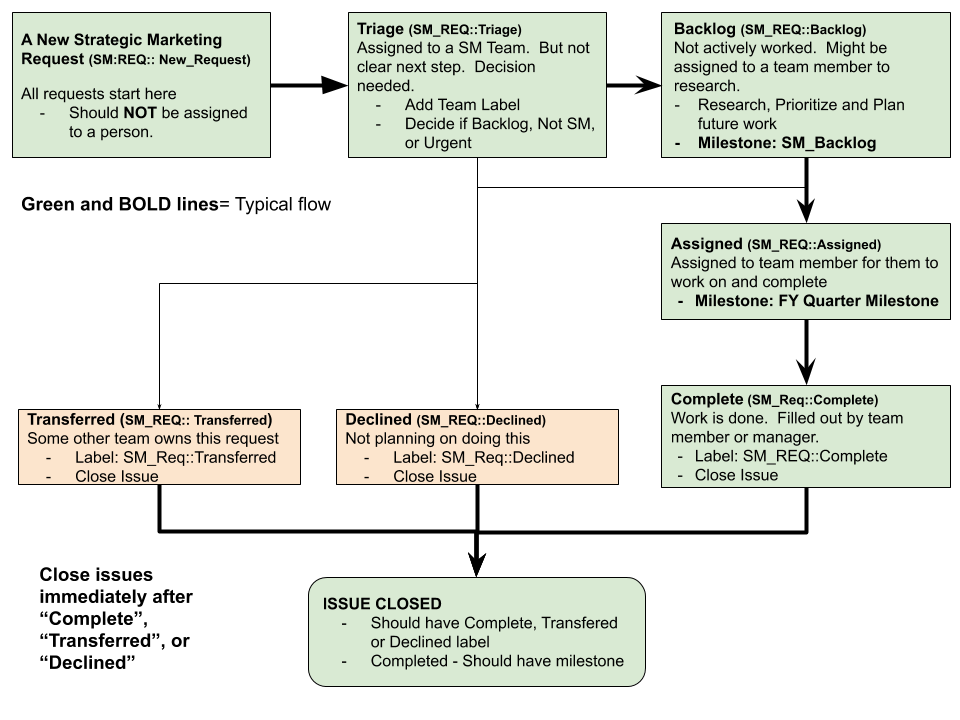 A New Strategic Marketing
Request (SM:REQ:: New_Request)
All requests start here
- Should NOT be assigned
to a person.
Triage (SM_REQ::Triage)
Assigned to a SM Team.  But not
clear next step.  Decision
needed.
- Add Team Label
- Decide if Backlog, Not SM,
or Urgent
Backlog (SM_REQ::Backlog)
Not actively worked.  Might be
assigned to a team member to
research.
- Research, Prioritize and Plan
future work
- Milestone: SM_Backlog
Green and BOLD lines= Typical flow
Assigned (SM_REQ::Assigned)
Assigned to team member for them to
work on and complete
- Milestone: FY Quarter Milestone
Transferred (SM_REQ:: Transferred)
Some other team owns this request
- Label: SM_Req::Transferred
- Close Issue
Declined (SM_REQ::Declined)
Not planning on doing this
- Label: SM_Req::Declined
- Close Issue
Complete (SM_Req::Complete)
Work is done.  Filled out by team
member or manager.
- Label: SM_REQ::Complete
- Close Issue
Close issues
immediately after
“Complete”,
“Transferred”, or
“Declined”
ISSUE CLOSED
- Should have Complete, Transfered
or Declined label
- Completed - Should have milestone